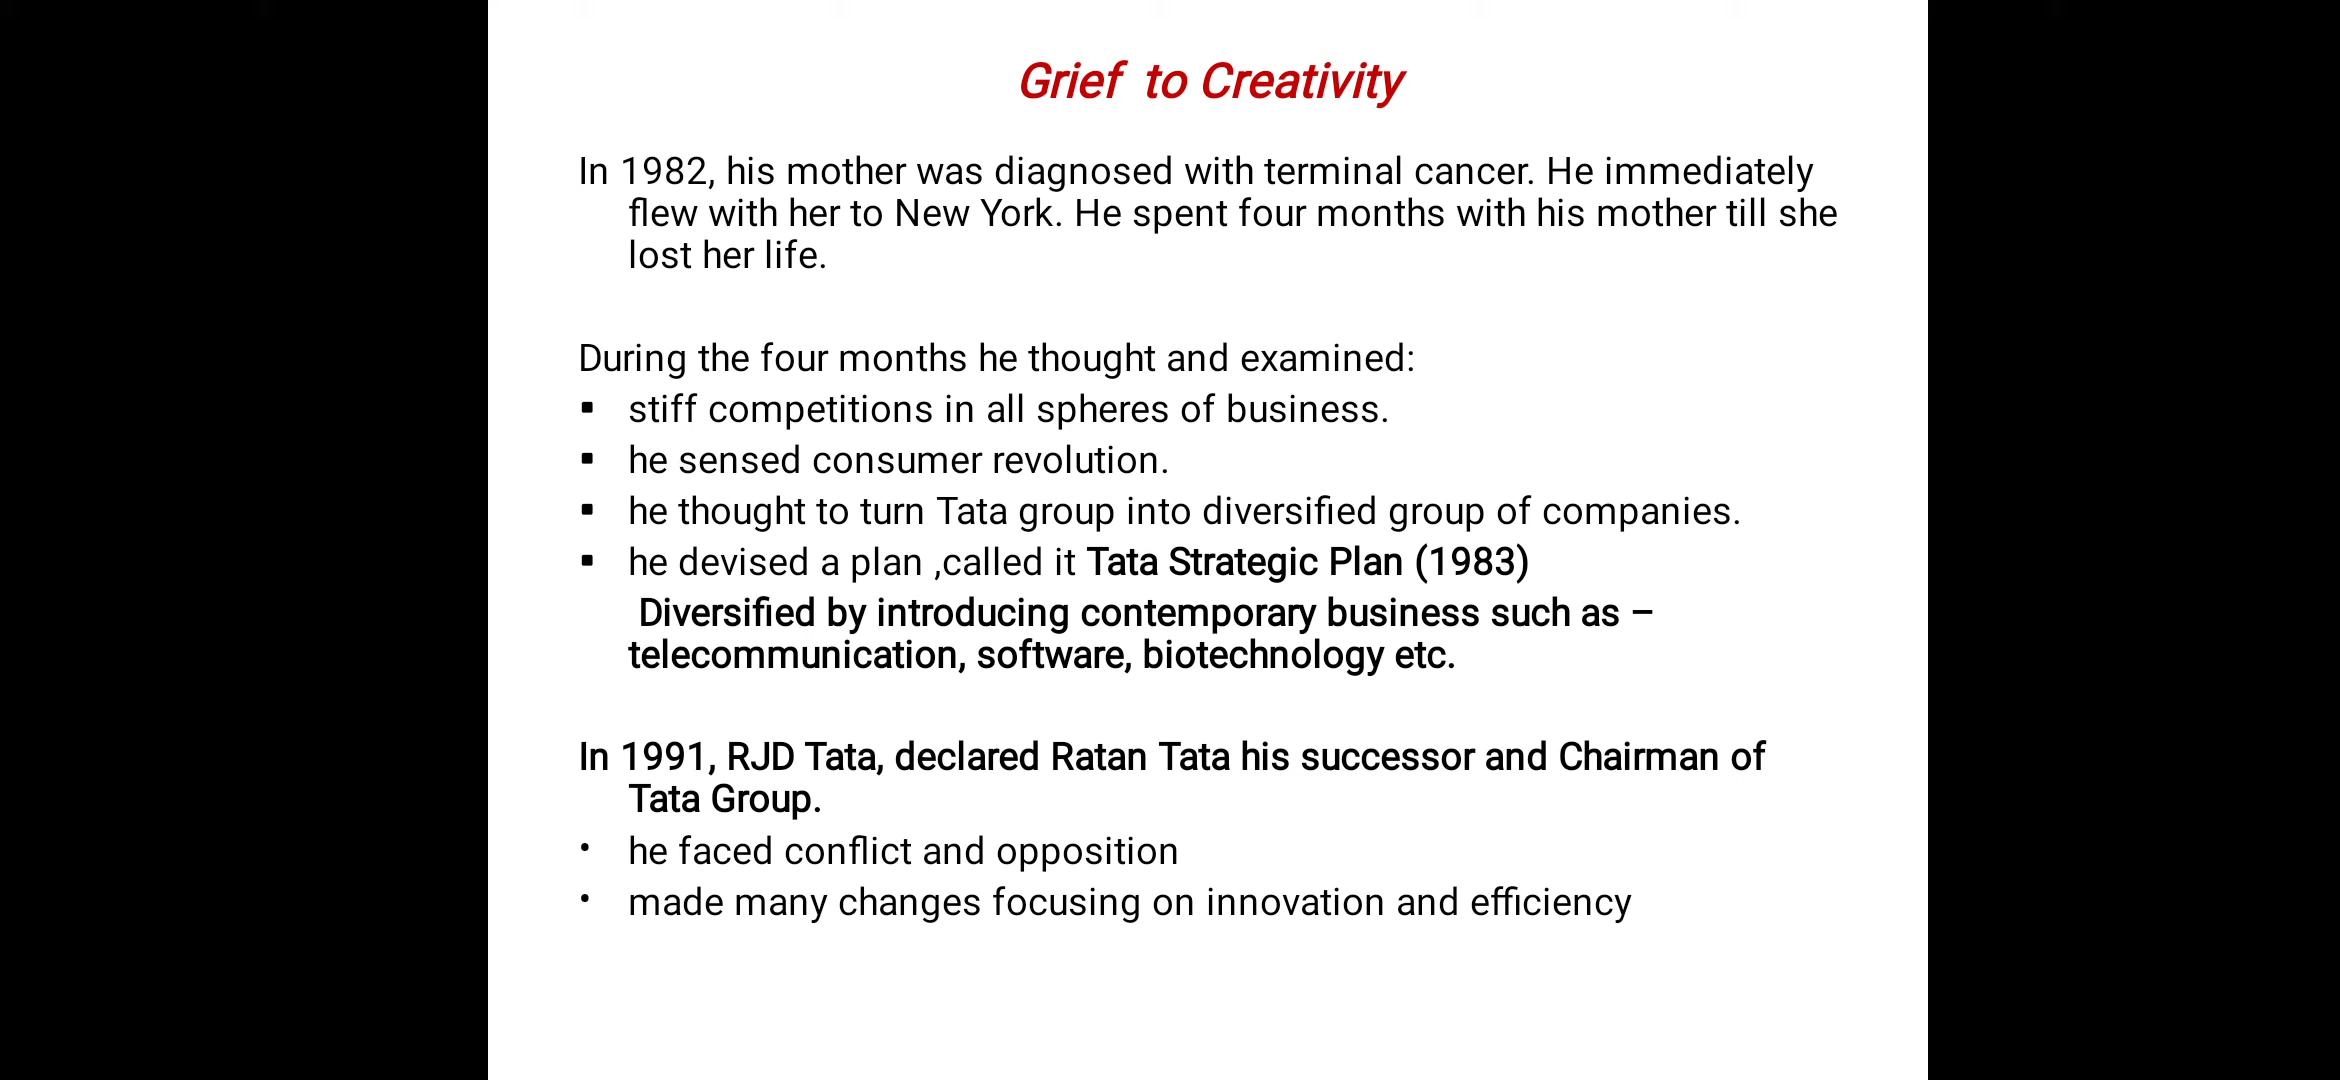 Grief to Creativity
In 1982, his mother was diagnosed with terminal cancer. He immediately
flew with her to New York. He spent four months with his mother till she
lost her life.
During the four months he thought and examined:
▪ stiff competitions in all spheres of business.
▪ he sensed consumer revolution.
▪ he thought to turn Tata group into diversified group of companies.
▪ he devised a plan ,called it Tata Strategic Plan (1983)
Diversified by introducing contemporary business such as –
telecommunication, software, biotechnology etc.
In 1991, RJD Tata, declared Ratan Tata his successor and Chairman of
Tata Group.
• he faced conflict and opposition
• made many changes focusing on innovation and efficiency